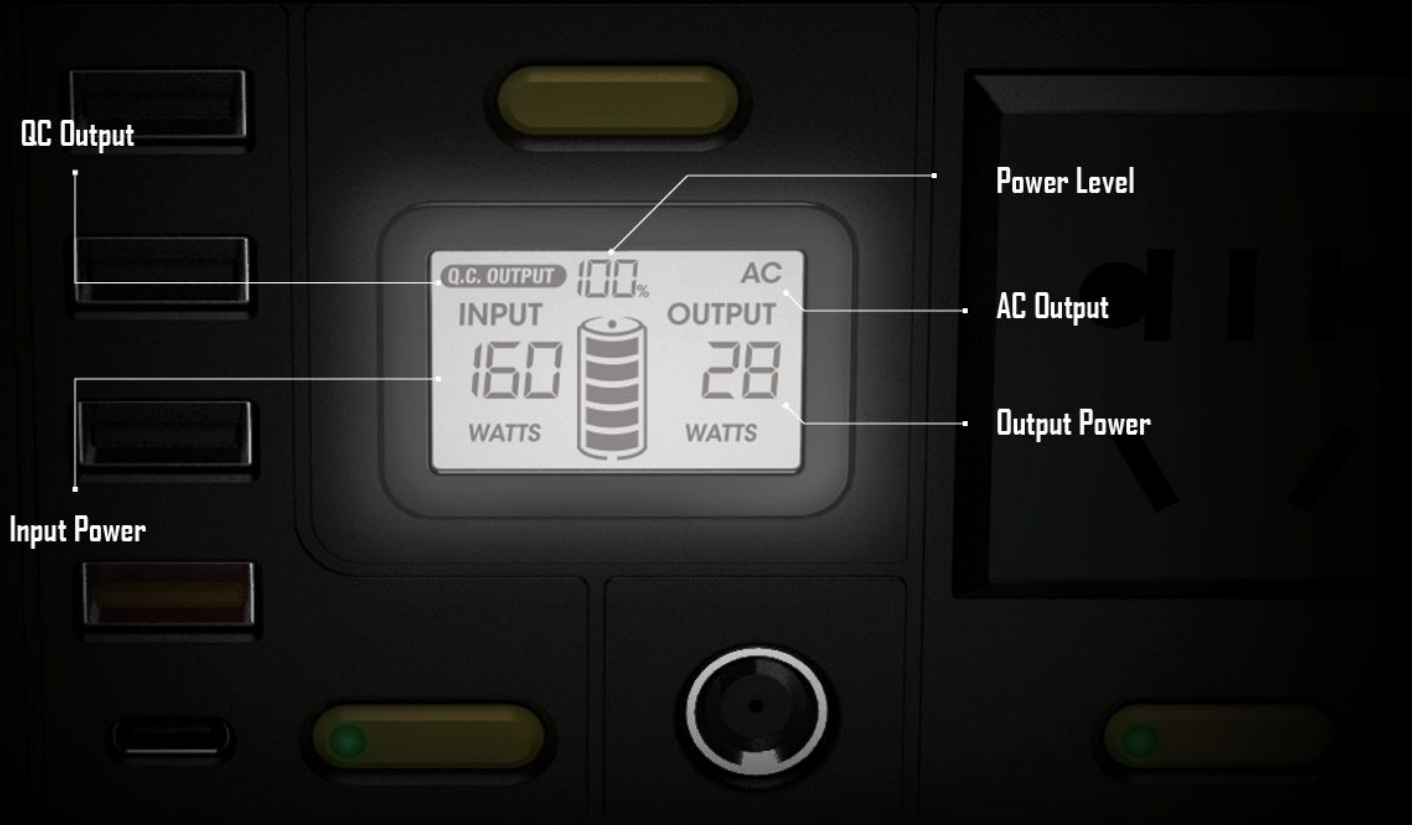 QC Output
Power Level
Q.C. OUTPUT 100% AC
INPUT OUTPUT
AC Output
160 28
Output Power
WATTS WATTS
Input Power